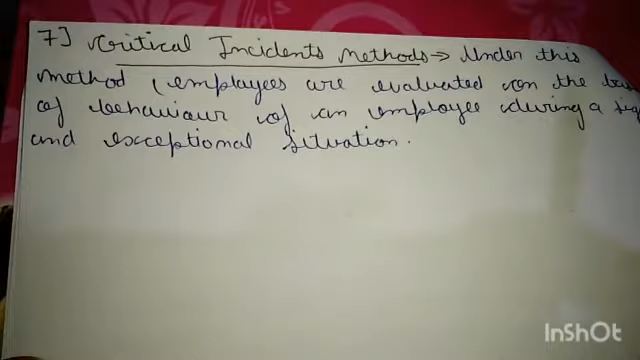 7] Critical Incidents Methods → Under this
method, employees are evaluated on the
of behaviour of an employee during a
and exceptional situation.
InShOt